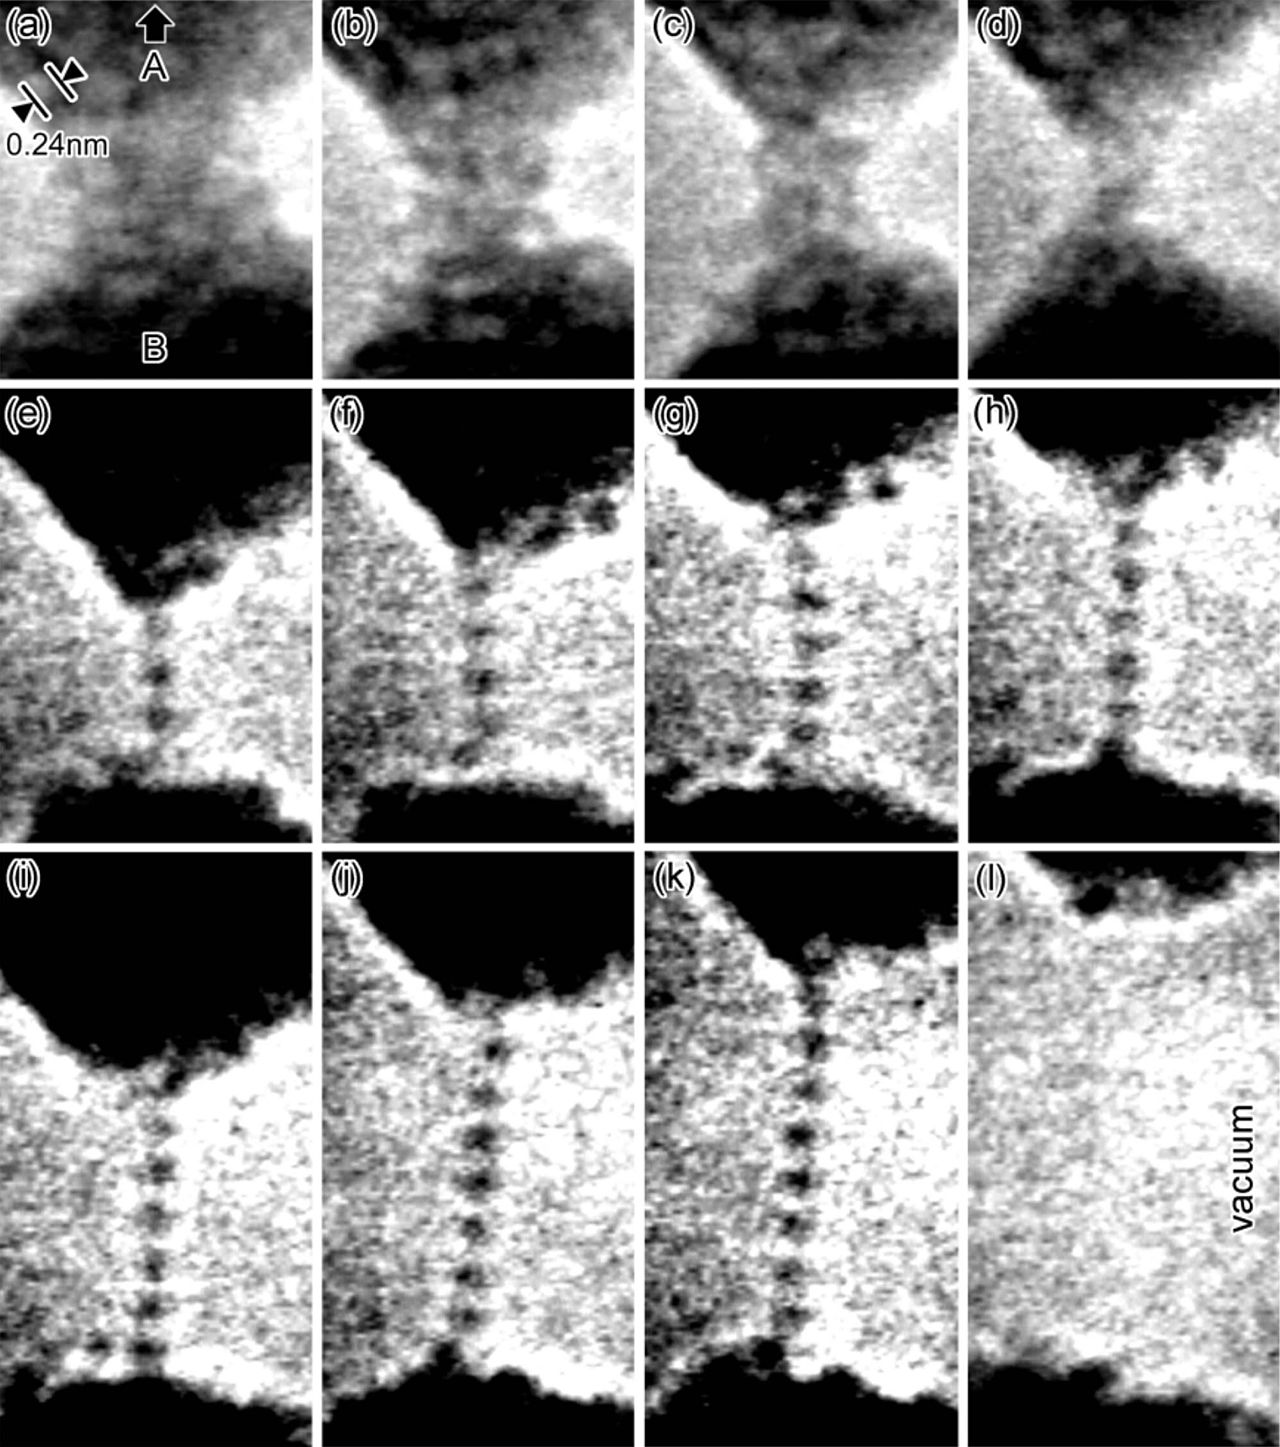 (a)
A
0.24nm
B
(b)
(c)
(d)
(e)
(f)
(g)
(h)
(i)
(j)
(k)
(l)
vacuum